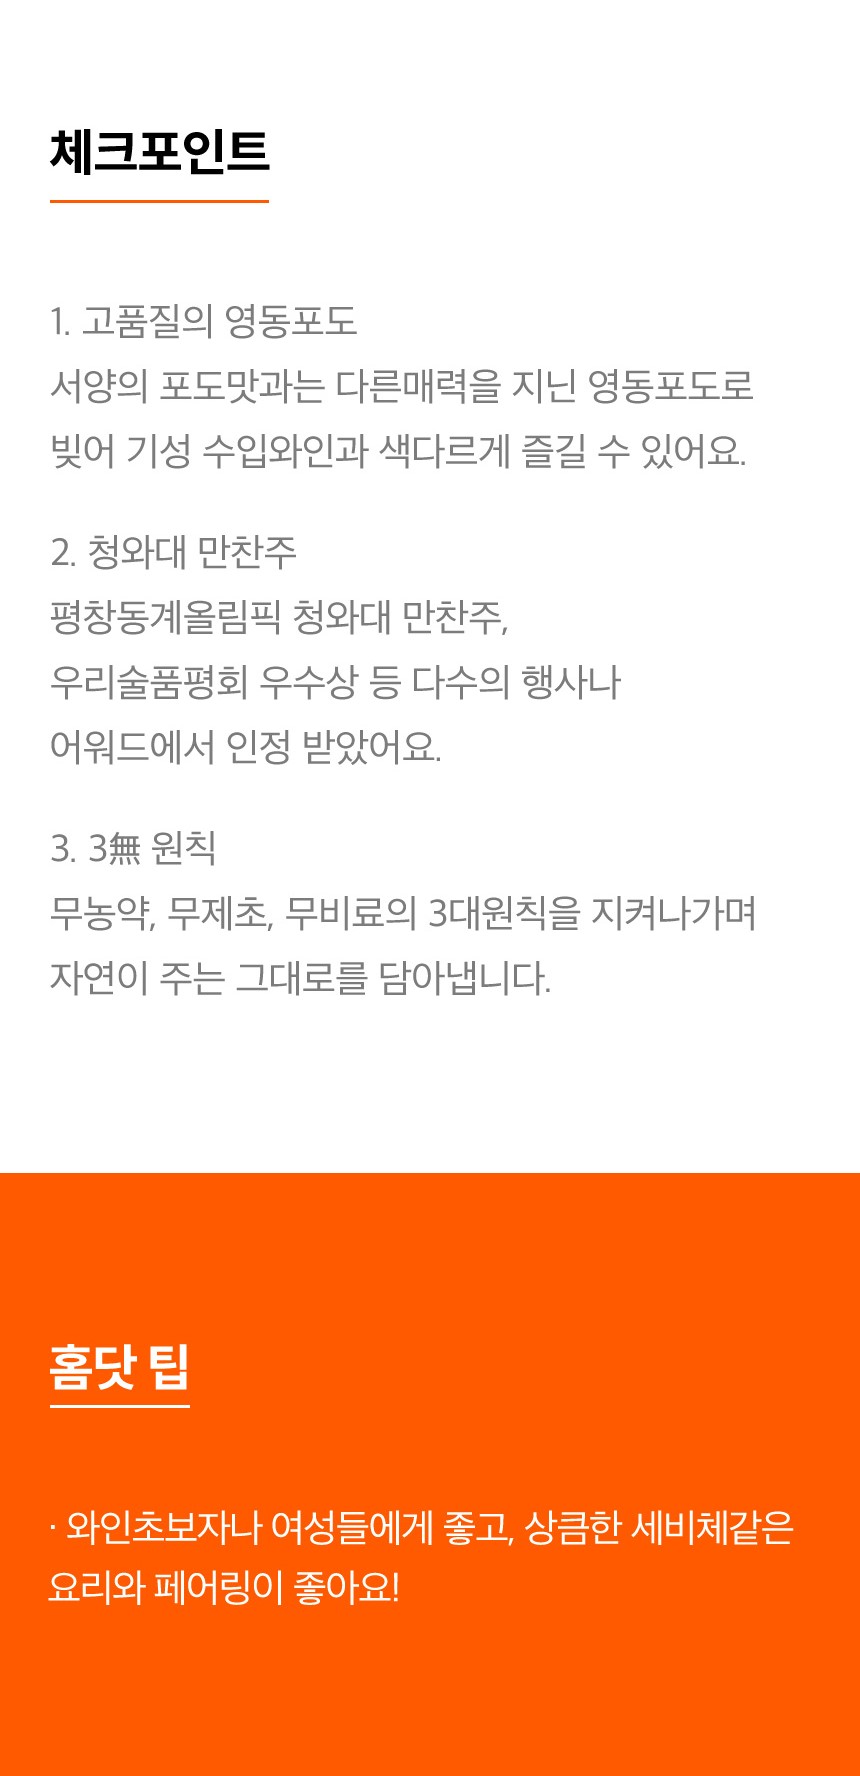 체크포인트
1. 고품질의 영동포도
서양의 포도맛과는 다른매력을 지닌 영동포도로
빚어 기성 수입와인과 색다르게 즐길 수 있어요.
2. 청와대 만찬주
평창동계올림픽 청와대 만찬주,
우리술품평회 우수상 등 다수의 행사나
어워드에서 인정 받았어요.
3. 3無 원칙
무농약, 무제초, 무비료의 3대원칙을 지켜나가며
자연이 주는 그대로를 담아냅니다.
홈닷 팁
· 와인초보자나 여성들에게 좋고, 상큼한 세비체같은
요리와 페어링이 좋아요!